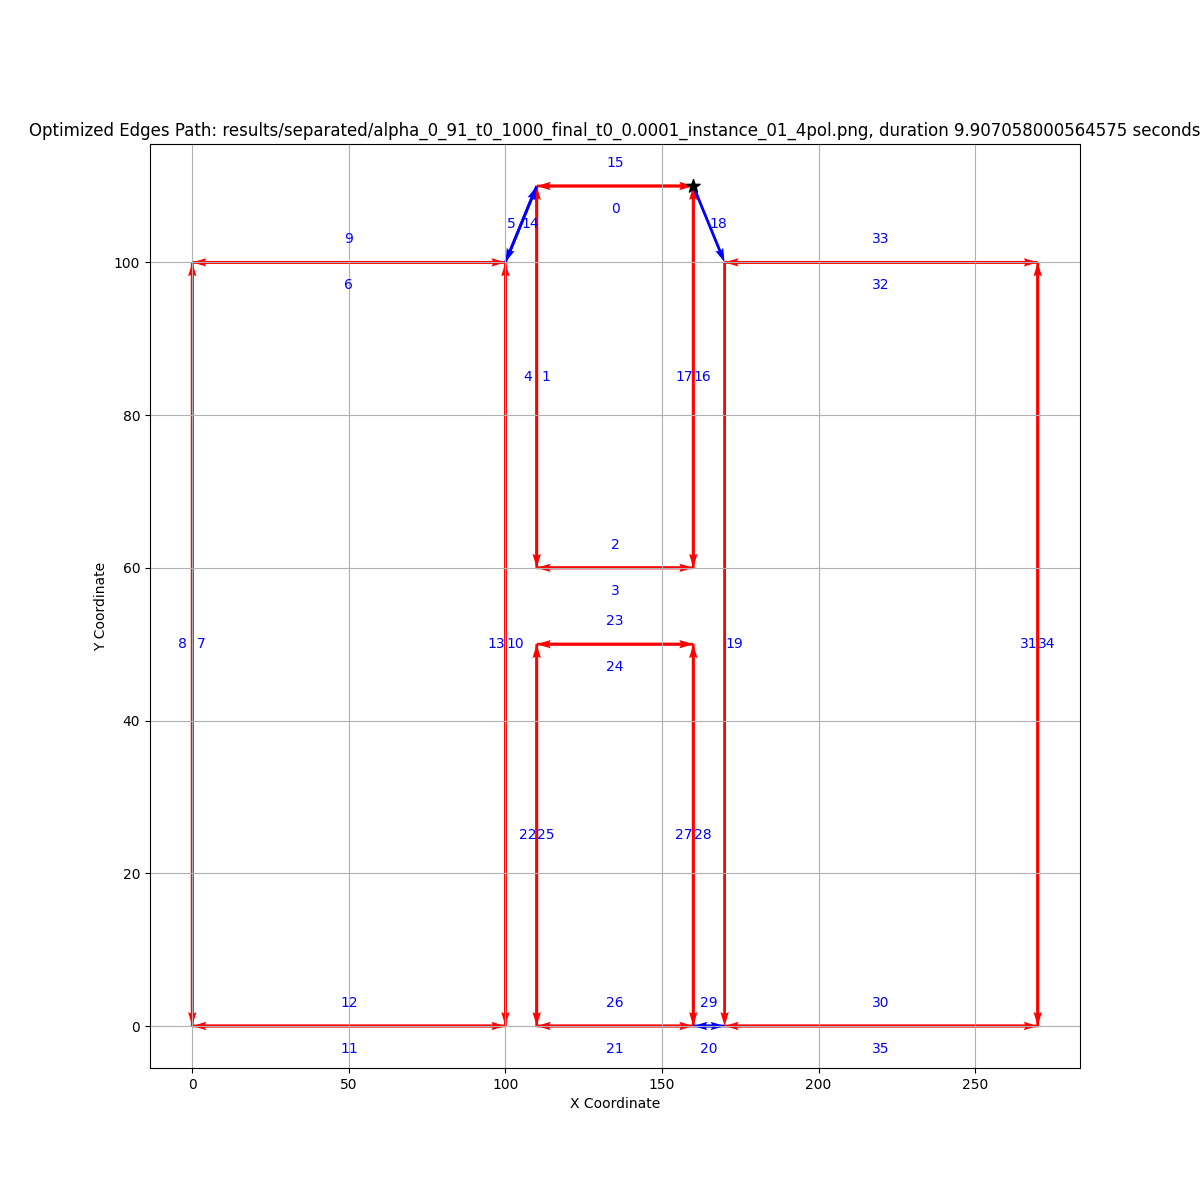 Optimized Edges Path: results/separated/alpha_0_91_t0_1000_final_t0_0.0001_instance_01_4pol.png, duration 9.907058000564575 seconds
15
0
5 14 18
9 33
100
6 32
4 1 17 16
80
2
60
3
23
8 7 13 10 19 31 34
24
40
22 25 27 28
20
12 26 29 30
0
11 21 20 35
0 50 100 150 200 250
X Coordinate
Y Coordinate